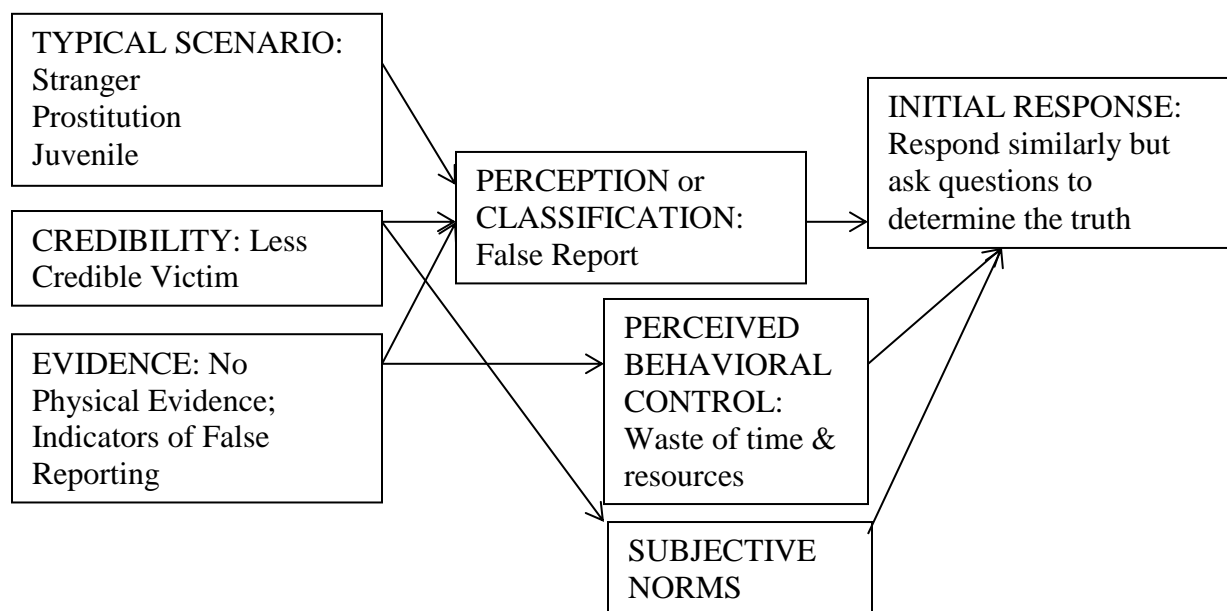 TYPICAL SCENARIO:
Stranger
Prostitution
Juvenile
CREDIBILITY: Less
Credible Victim
EVIDENCE: No
Physical Evidence;
Indicators of False
Reporting
PERCEPTION or
CLASSIFICATION:
False Report
PERCEIVED
BEHAVIORAL
CONTROL:
Waste of time &
resources
SUBJECTIVE
NORMS
INITIAL RESPONSE:
Respond similarly but
ask questions to
determine the truth